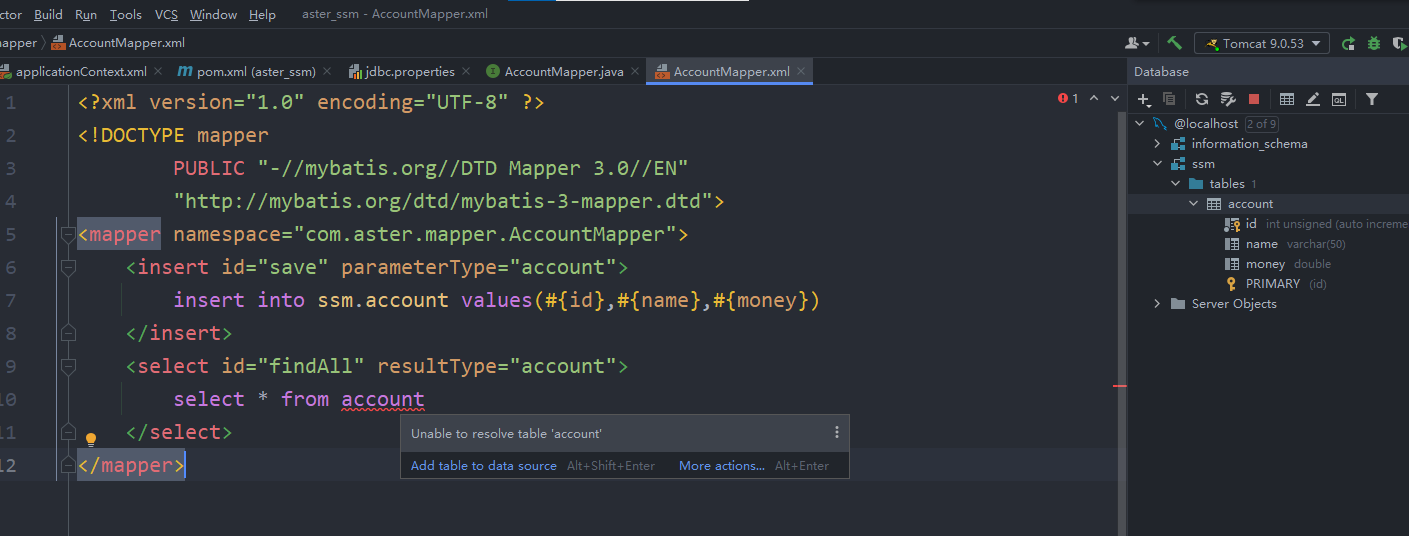 ctor Build Run Tools VCS Window Help aster_ssm - AccountMapper.xml
mapper AccountMapper.xml Tomcat 9.0.53
applicationContext.xml pom.xml (aster_ssm) jdbc.properties AccountMapper.java AccountMapper.xml
1 <?xml version="1.0" encoding="UTF-8" ?>
2 <!DOCTYPE mapper
3 PUBLIC "-//mybatis.org//DTD Mapper 3.0//EN"
4 "http://mybatis.org/dtd/mybatis-3-mapper.dtd">
5 <mapper namespace="com.aster.mapper.AccountMapper">
6 <insert id="save" parameterType="account">
7 insert into ssm.account values(#{id},#{name},#{money})
8 </insert>
9 <select id="findAll" resultType="account">
10 select * from account
11 </select>
12 </mapper>
1
Unable to resolve table 'account'
Add table to data source Alt+Shift+Enter More actions... Alt+Enter
Database
@localhost 2 of 9
information_schema
ssm
tables 1
account
id int unsigned (auto increme
name varchar(50)
money double
PRIMARY (id)
Server Objects